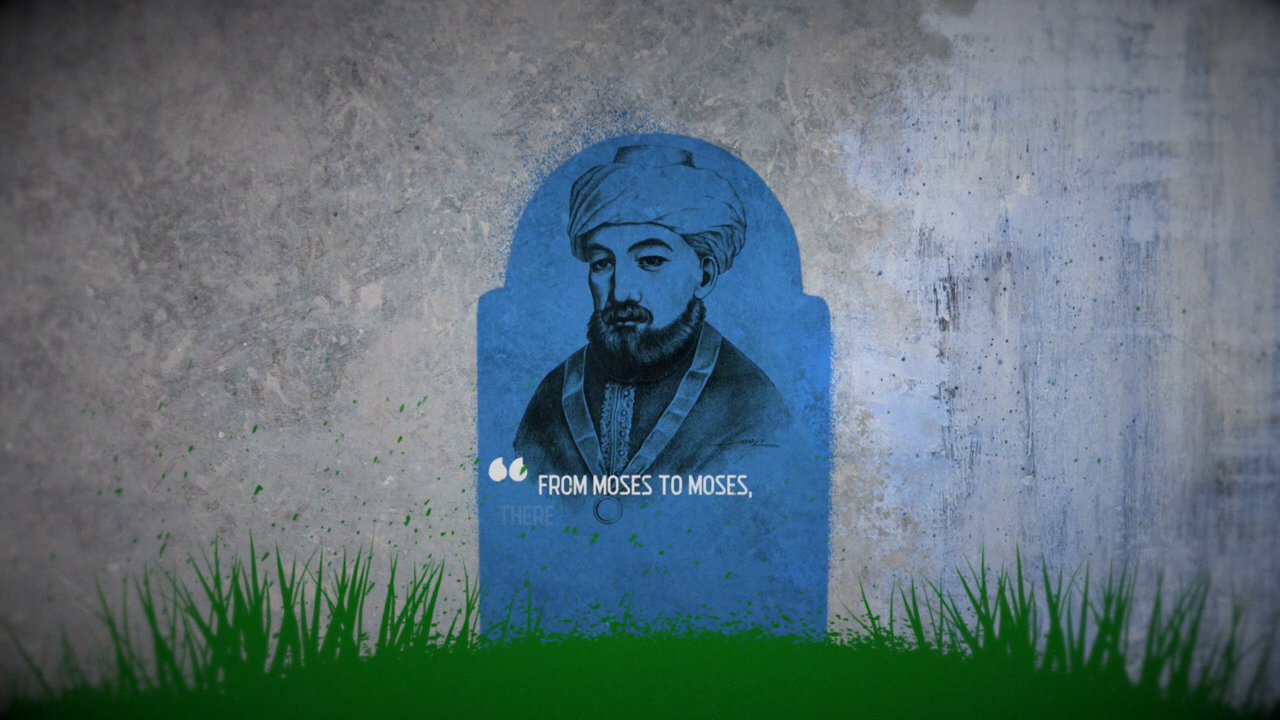 “ FROM MOSES TO MOSES,
THERE